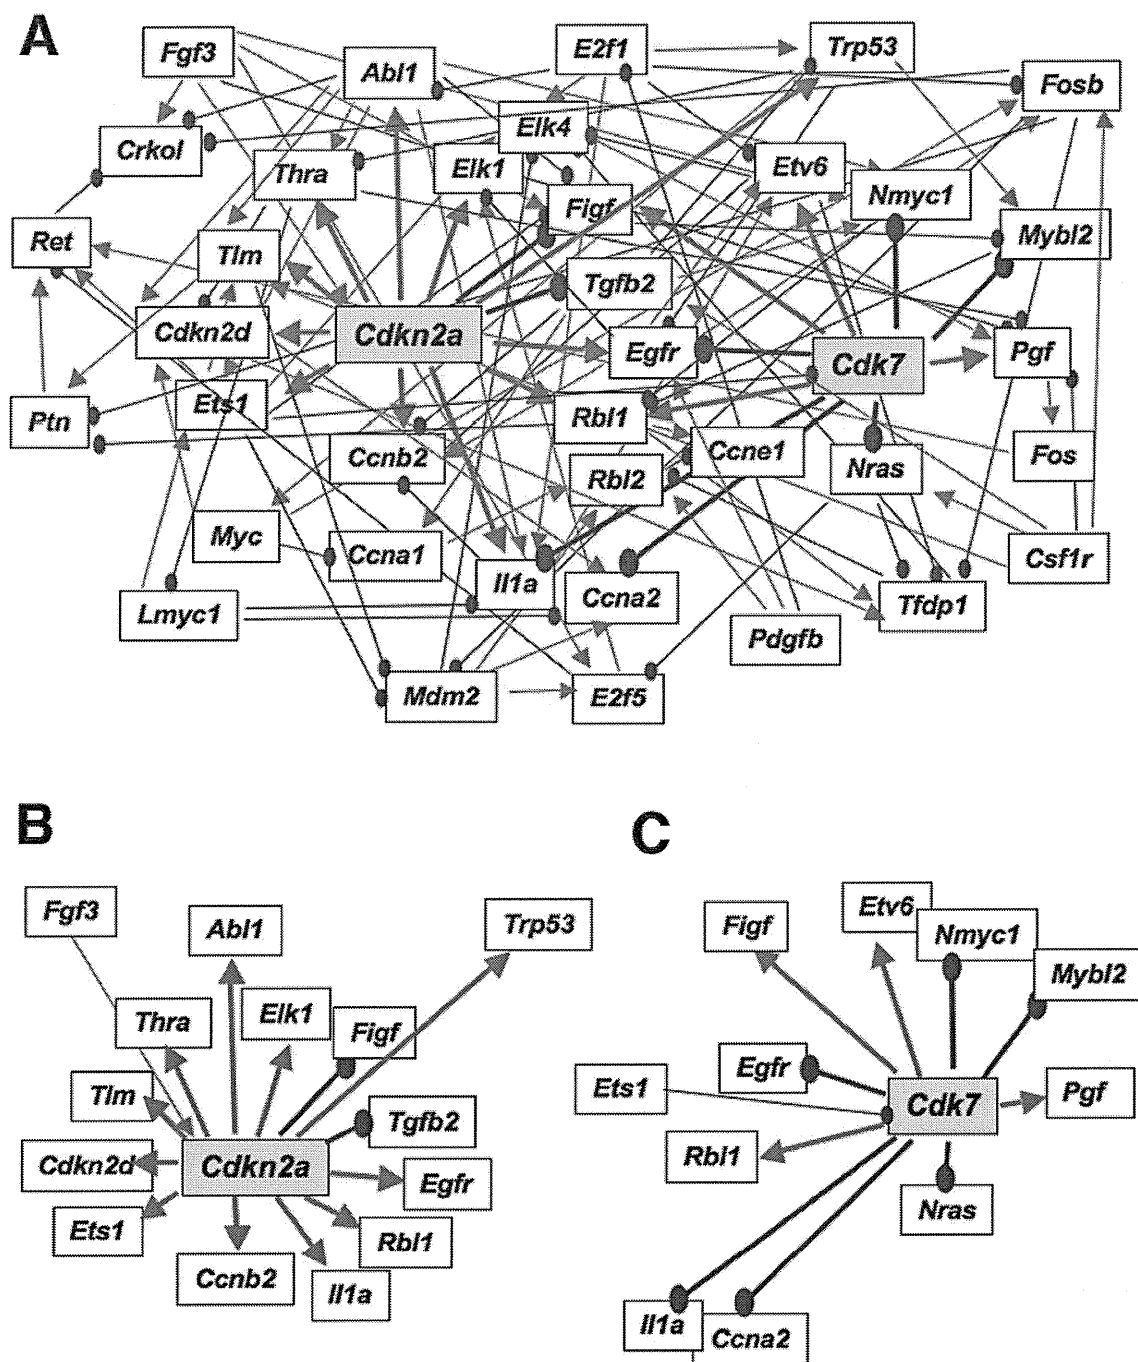 A
Fgf3
Abl1
E2f1
Trp53
Fosb
Crkol
Elk4
Thra
Elk1
Etv6
Figf
Nmyc1
Ret
Tlm
Mybl2
Tgfb2
Cdkn2d
Cdkn2a
Egfr
Cdk7
Pgf
Ptn
Ets1
Rbl1
Ccnb2
Ccne1
Nras
Fos
Rbl2
Myc
Ccna1
Il1a
Ccna2
Csf1r
Lmyc1
Tfdp1
Pdgfb
Mdm2
E2f5
B
Fgf3
Abl1
Trp53
Thra
Elk1
Figf
Tlm
Tgfb2
Cdkn2d
Cdkn2a
Egfr
Ets1
Rbl1
Ccnb2
Il1a
C
Figf
Etv6
Nmyc1
Mybl2
Egfr
Ets1
Cdk7
Pgf
Rbl1
Nras
Il1a
Ccna2